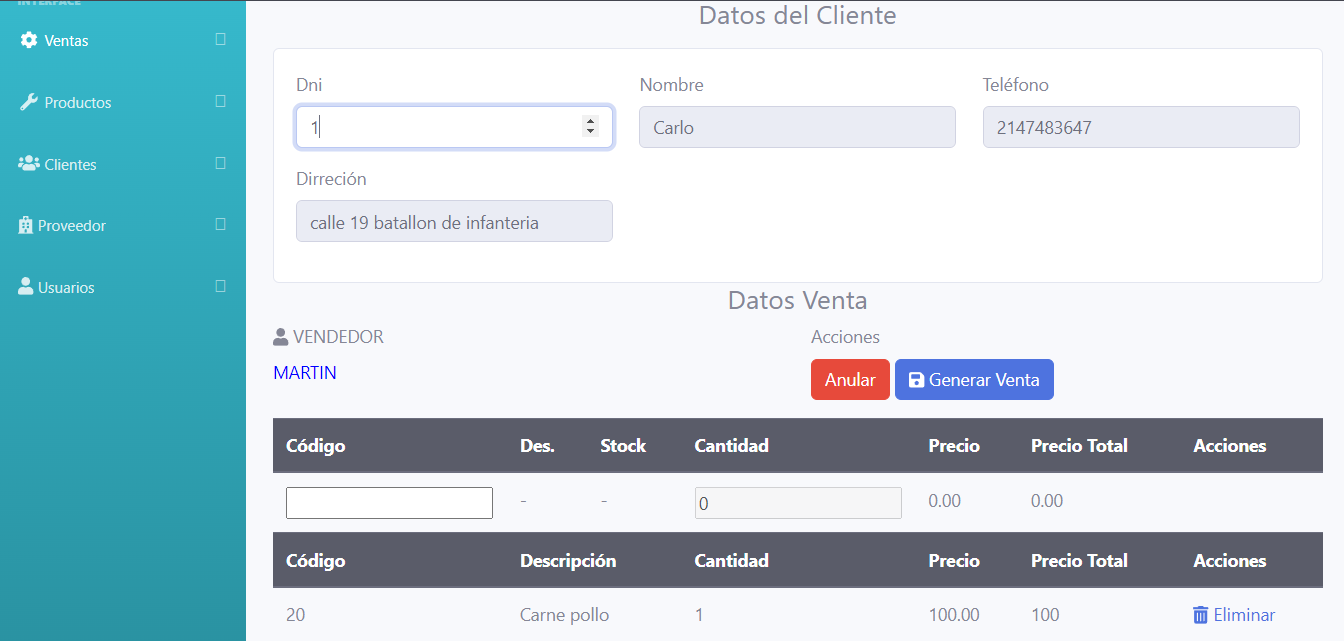 INTERFACE
Ventas
Productos
Clientes
Proveedor
Usuarios
Datos del Cliente
Dni Nombre Teléfono
1 Carlo 2147483647
Dirreción
calle 19 batallon de infanteria
Datos Venta
VENDEDOR Acciones
MARTIN Anular Generar Venta
Código Des. Stock Cantidad Precio Precio Total Acciones
- - 0 0.00 0.00
Código Descripción Cantidad Precio Precio Total Acciones
20 Carne pollo 1 100.00 100 Eliminar